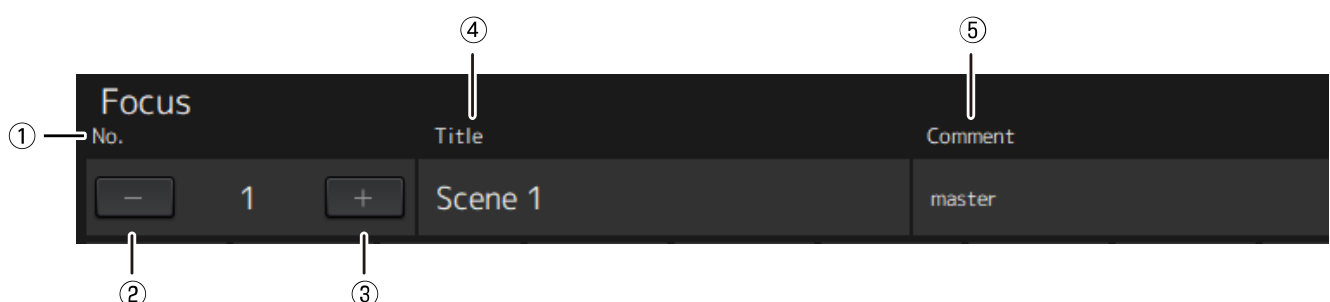 ④ ⑤
Focus
① No. Title Comment
− 1 + Scene 1 master
② ③